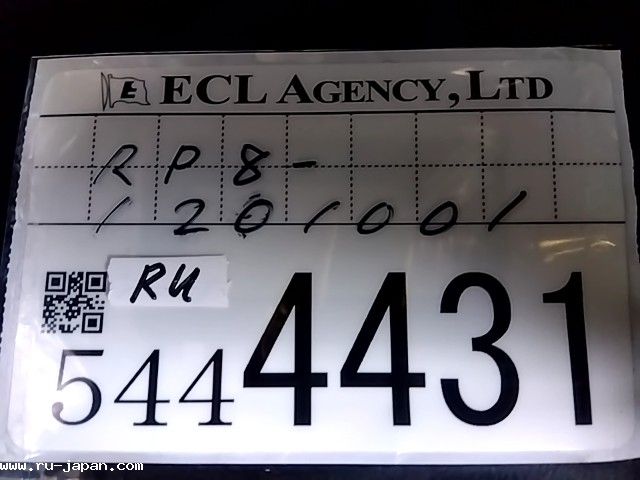 E ECL AGENCY, LTD
RP8-
1201001
RU
5444431
www.ru-japan.com